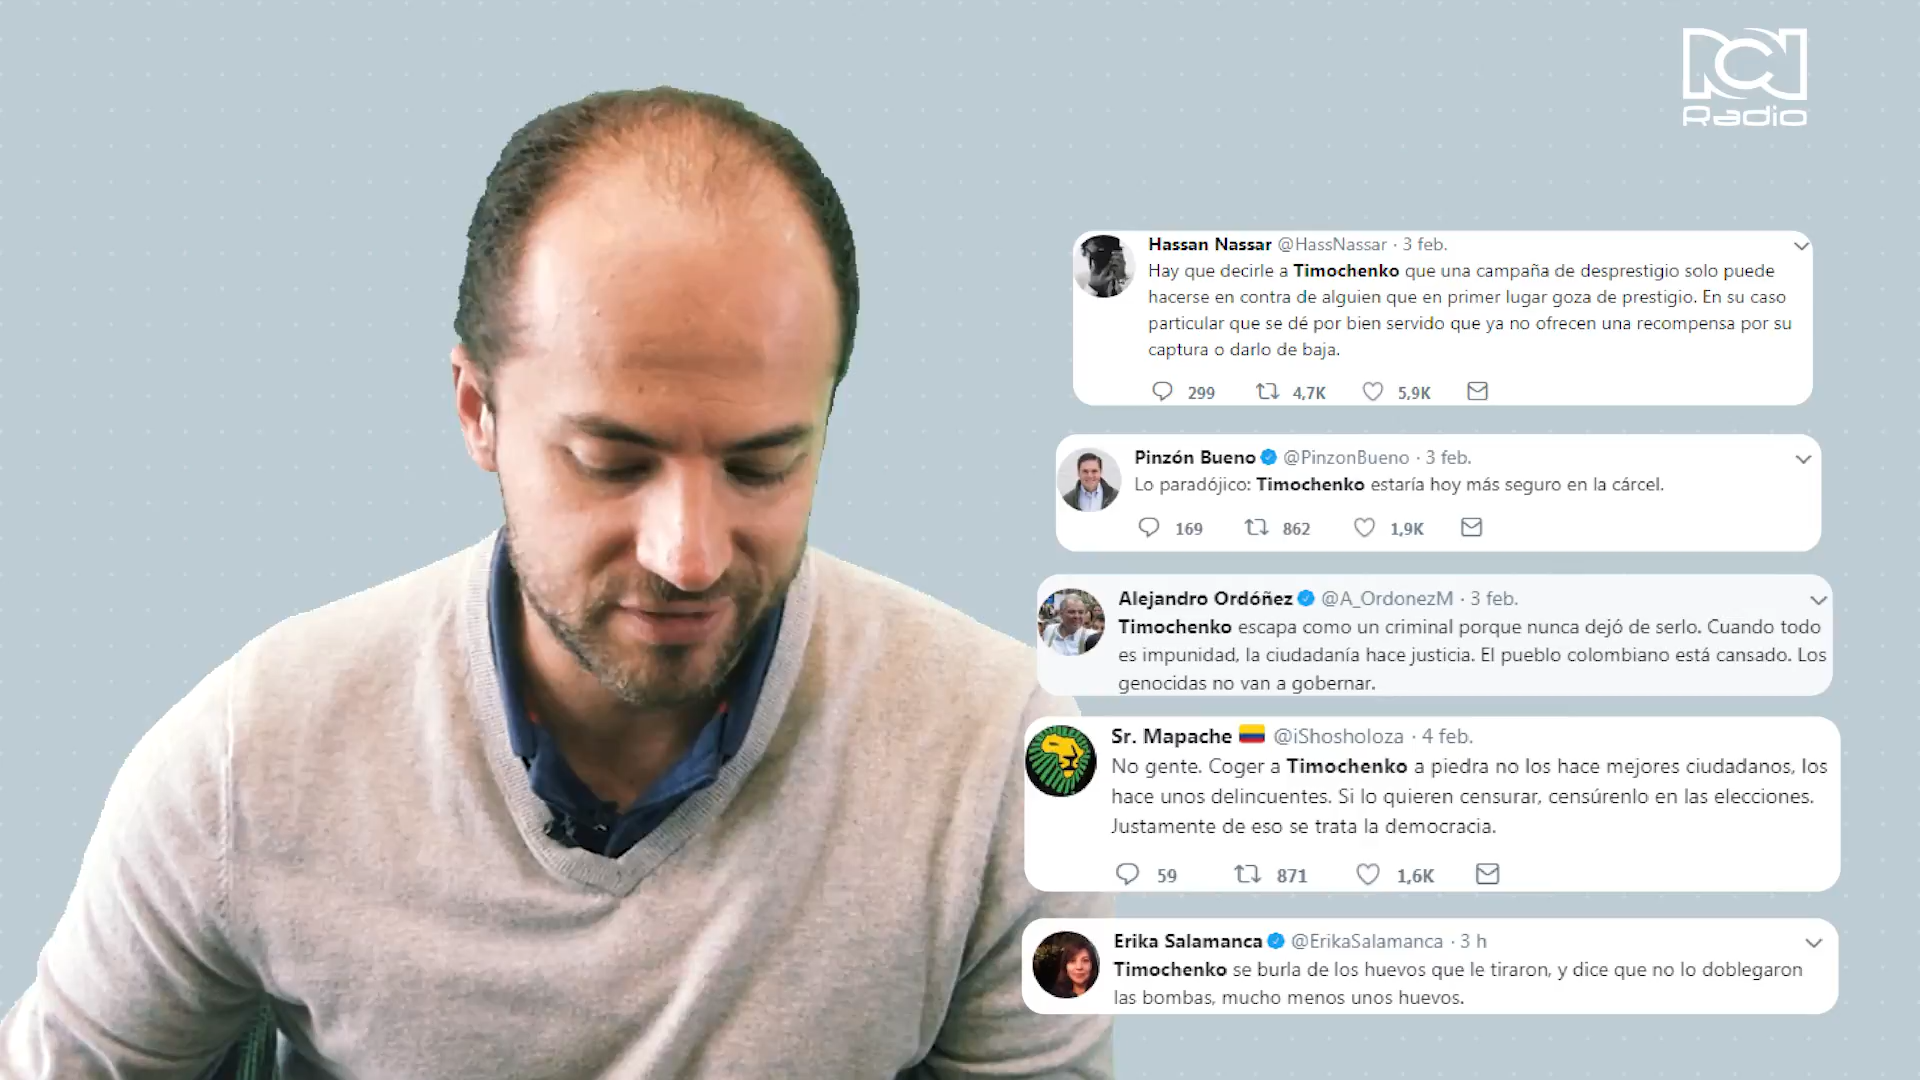 RCN
Radio
Hassan Nassar @HassNassar · 3 feb.
Hay que decirle a Timochenko que una campaña de desprestigio solo puede
hacerse en contra de alguien que en primer lugar goza de prestigio. En su caso
particular que se dé por bien servido que ya no ofrecen una recompensa por su
captura o darlo de baja.
299 4,7K 5,9K
Pinzón Bueno @PinzonBueno · 3 feb.
Lo paradójico: Timochenko estaría hoy más seguro en la cárcel.
169 862 1,9K
Alejandro Ordóñez @A_OrdonezM · 3 feb.
Timochenko escapa como un criminal porque nunca dejó de serlo. Cuando todo
es impunidad, la ciudadanía hace justicia. El pueblo colombiano está cansado. Los
genocidas no van a gobernar.
Sr. Mapache @iShosholoza · 4 feb.
No gente. Coger a Timochenko a piedra no los hace mejores ciudadanos, los
hace unos delincuentes. Si lo quieren censurar, censúrenlo en las elecciones.
Justamente de eso se trata la democracia.
59 871 1,6K
Erika Salamanca @ErikaSalamanca · 3 h
Timochenko se burla de los huevos que le tiraron, y dice que no lo doblegaron
las bombas, mucho menos unos huevos.